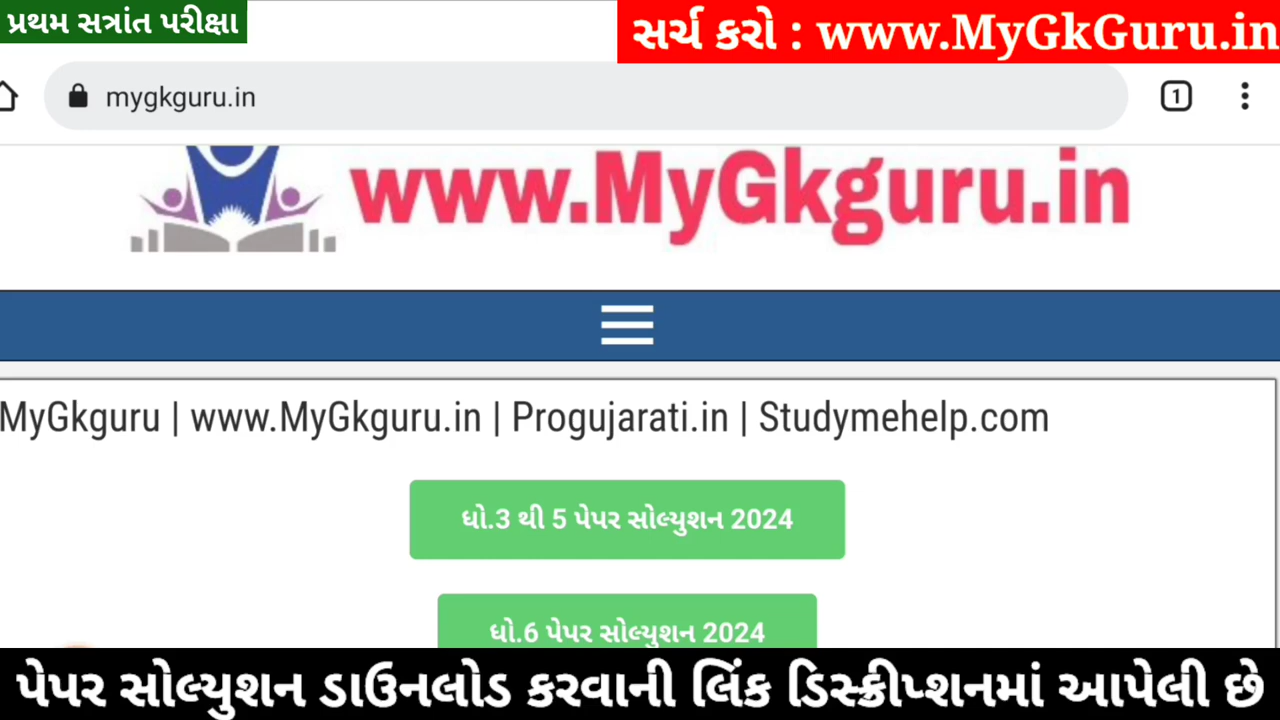 પ્રથમ સત્રાંત પરીક્ષા
સર્ચ કરો : www.MyGkGuru.in
mygkguru.in
1
www.MyGkguru.in
MyGkguru | www.MyGkguru.in | Progujarati.in | Studymehelp.com
ધો.3 થી 5 પેપર સોલ્યુશન 2024
ધો.6 પેપર સોલ્યુશન 2024
પેપર સોલ્યુશન ડાઉનલોડ કરવાની લિંક ડિસ્ક્રીપ્શનમાં આપેલી છે